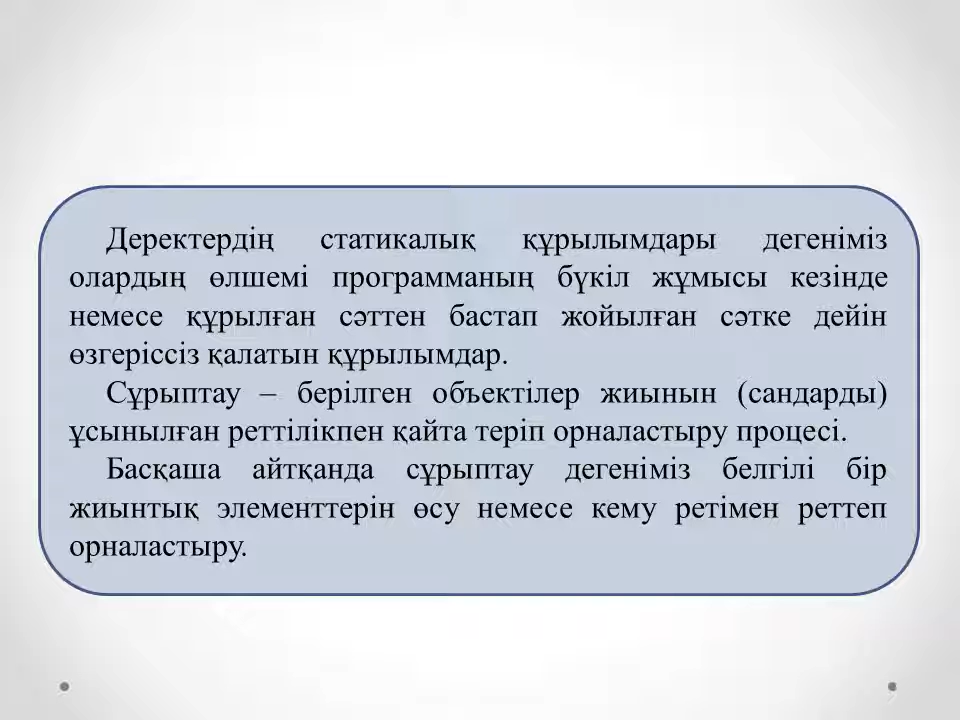 Деректердің статикалық құрылымдары дегеніміз
олардың өлшемі программаның бүкіл жұмысы кезінде
немесе құрылған сәттен бастап жойылған сәтке дейін
өзгеріссіз қалатын құрылымдар.
Сұрыптау – берілген объектілер жиынын (сандарды)
ұсынылған реттілікпен қайта теріп орналастыру процесі.
Басқаша айтқанда сұрыптау дегеніміз белгілі бір
жиынтық элементтерін өсу немесе кему ретімен реттеп
орналастыру.